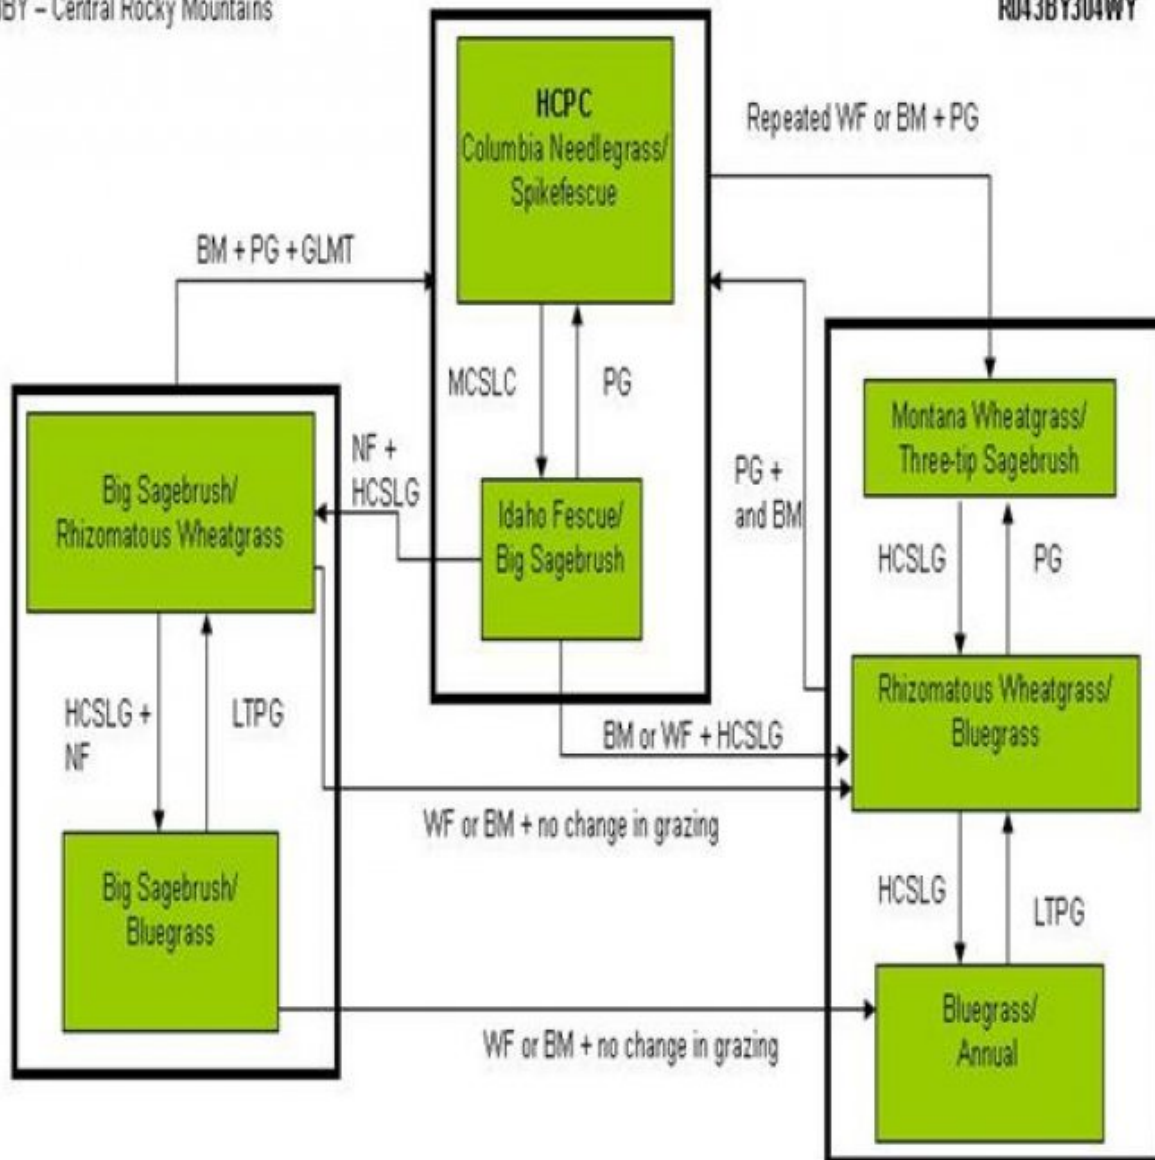 – Central Rocky Mountains
R043BY304WY
HCPC
Columbia Needlegrass/
Spikefescue
Repeated WF or BM + PG
BM + PG + GLMT
MCSLC
PG
NF +
HCSLG
Big Sagebrush/
Rhizomatous Wheatgrass
Idaho Fescue/
Big Sagebrush
PG +
and BM
Montana Wheatgrass/
Three-tip Sagebrush
HCSLG
PG
HCSLG +
NF
LTPG
Rhizomatous Wheatgrass/
Bluegrass
BM or WF + HCSLG
WF or BM + no change in grazing
Big Sagebrush/
Bluegrass
HCSLG
LTPG
Bluegrass/
Annual
WF or BM + no change in grazing